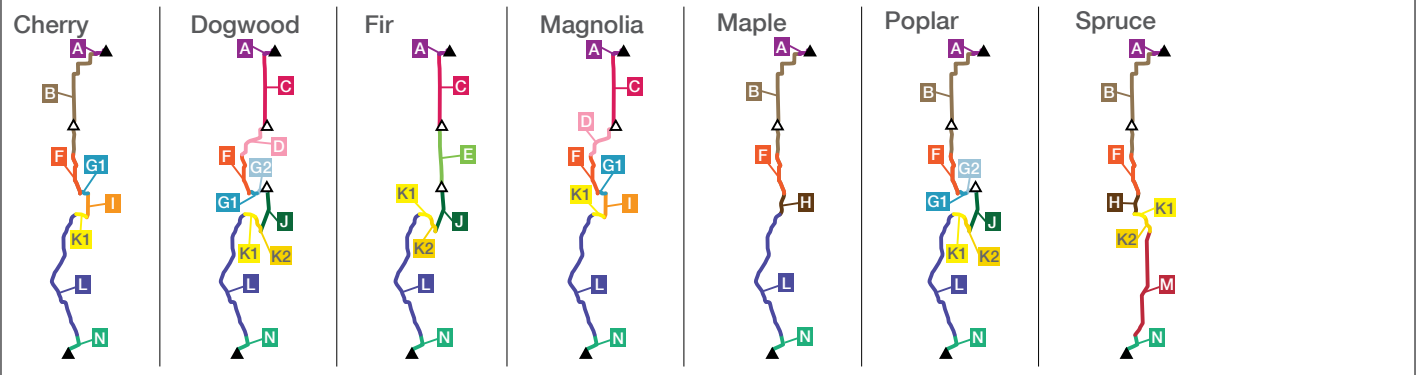 Cherry
A
B
F
G1
I
K1
L
N
Dogwood
A
C
D
F
G2
G1
J
K1
K2
L
N
Fir
A
C
E
K1
J
K2
L
N
Magnolia
A
C
D
F
G1
K1
I
L
N
Maple
A
B
F
H
L
N
Poplar
A
B
F
G2
G1
J
K1
K2
L
N
Spruce
A
B
F
H
K1
K2
M
N